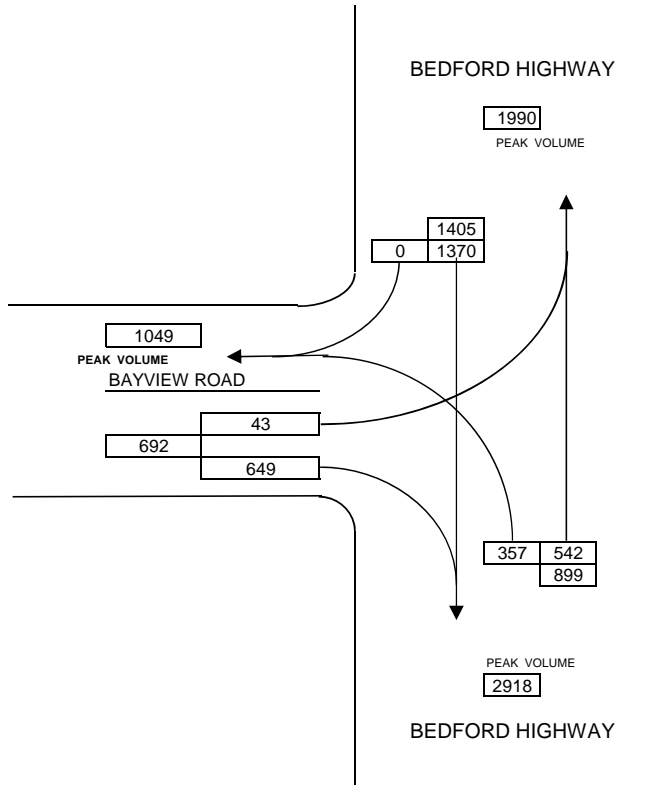 BEDFORD HIGHWAY
1990
PEAK VOLUME
1405
0 1370
1049
PEAK VOLUME
BAYVIEW ROAD
43
692
649
357 542
899
PEAK VOLUME
2918
BEDFORD HIGHWAY